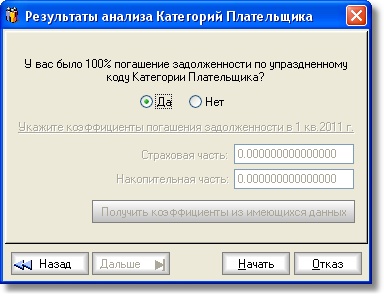 Результаты анализа Категорий Плательщика
У вас было 100% погашение задолженности по упраздненному
коду Категории Плательщика?
Да
Нет
Укажите коэффициенты погашения задолженности в 1 кв.2011 г.
Страховая часть: 0.000000000000000
Накопительная часть: 0.000000000000000
Получить коэффициенты из имеющихся данных
Назад
Дальше
Начать
Отказ